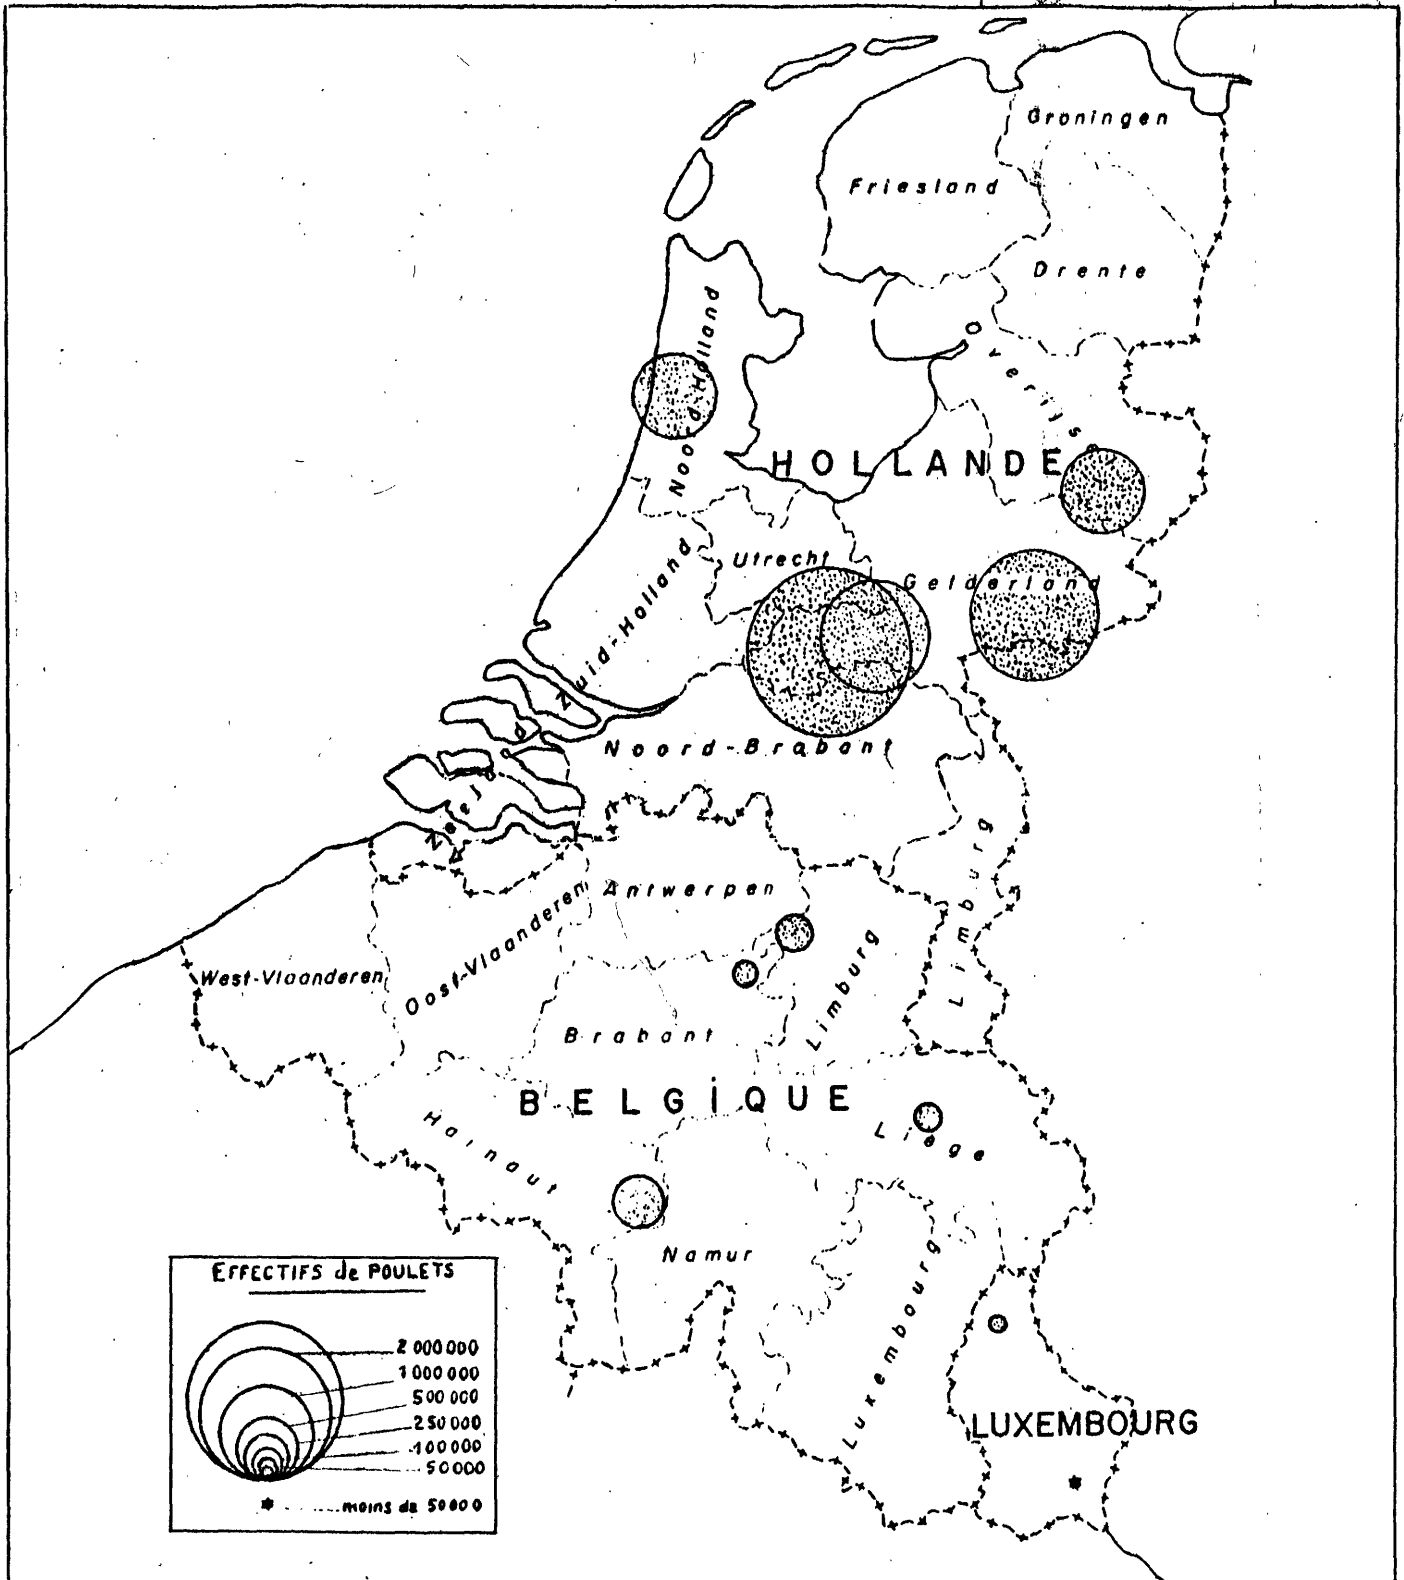 Groningen
Friesland
Drente
Overijs
Noord-Holland
HOLLANDE
Utrecht
Gelderland
Zuid-Holland
Noord-Brabant
Zeeld
Limburg
Antwerpen
Oost-Vlaanderen
West-Vlaanderen
Limburg
Brabant
BELGIQUE
Hainaut
Liège
Namur
Luxembourg
LUXEMBOURG
EFFECTIFS de POULETS
2 000 000
1 000 000
500 000
250 000
100 000
50 000
* moins de 50 000